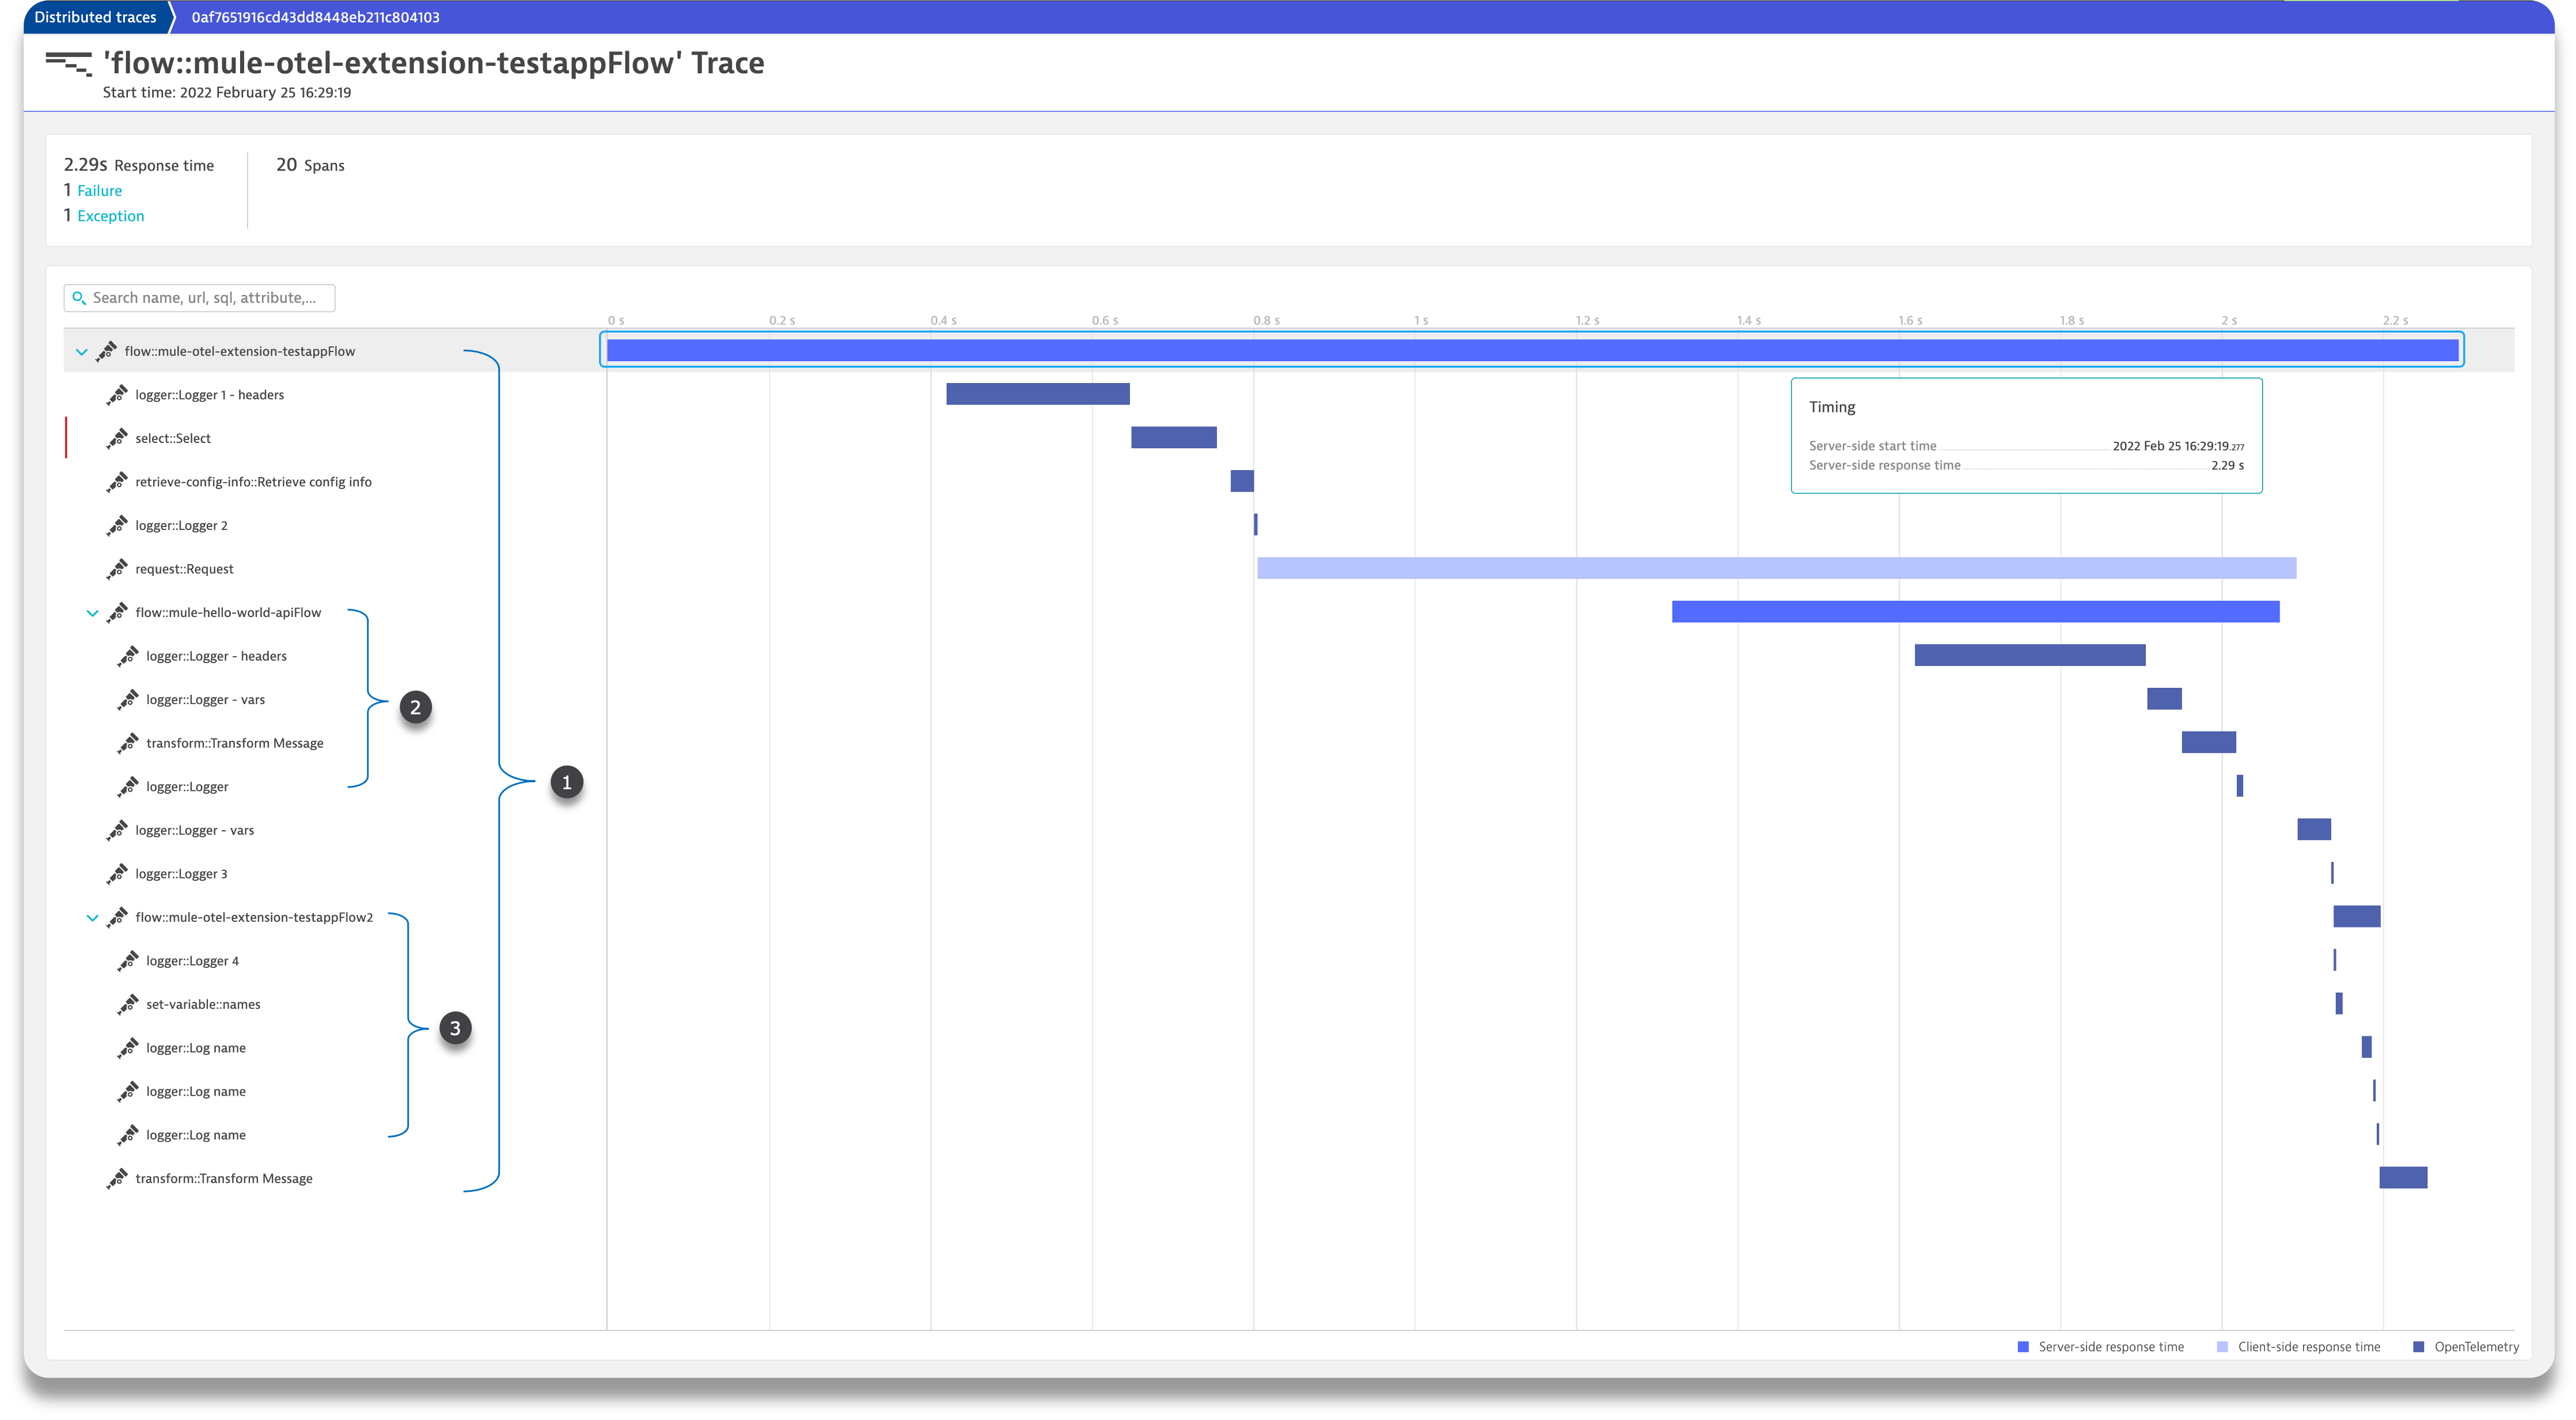 Distributed traces 0af7651916cd43dd8448eb211c804103
'flow::mule-otel-extension-testappFlow' Trace
Start time: 2022 February 25 16:29:19
2.29s Response time 20 Spans
1 Failure
1 Exception
Search name, url, sql, attribute,...
0 s 0.2 s 0.4 s 0.6 s 0.8 s 1 s 1.2 s 1.4 s 1.6 s 1.8 s 2 s 2.2 s
flow::mule-otel-extension-testappFlow
logger::Logger 1 - headers
Timing
select::Select
Server-side start time 2022 Feb 25 16:29:19.277
Server-side response time 2.29 s
retrieve-config-info::Retrieve config info
logger::Logger 2
request::Request
flow::mule-hello-world-apiFlow
logger::Logger - headers
logger::Logger - vars
2
transform::Transform Message
1
logger::Logger
logger::Logger - vars
logger::Logger 3
flow::mule-otel-extension-testappFlow2
logger::Logger 4
set-variable::names
3
logger::Log name
logger::Log name
logger::Log name
transform::Transform Message
Server-side response time Client-side response time OpenTelemetry